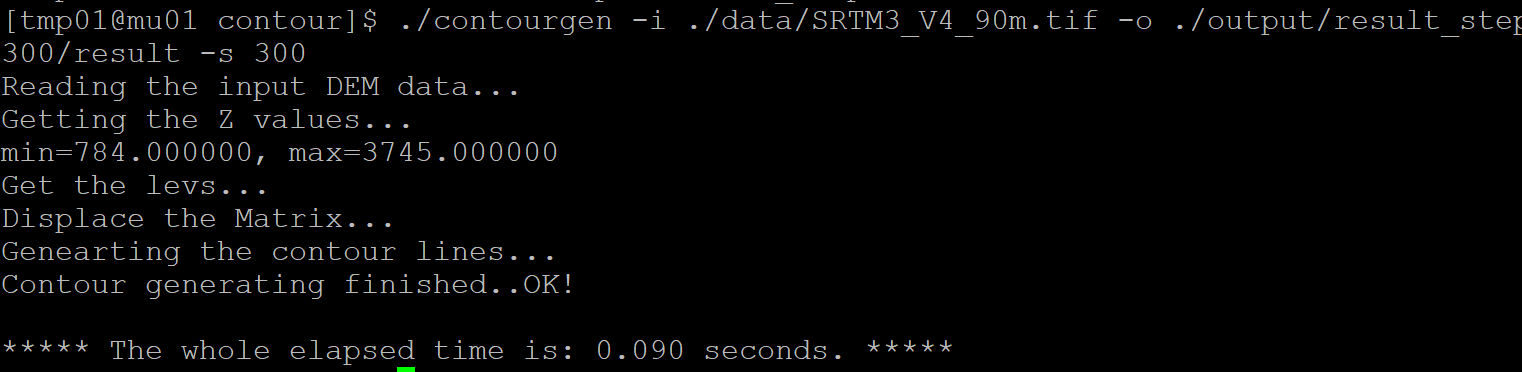 [tmp01@mu01 contour]$ ./contourgen -i ./data/SRTM3_V4_90m.tif -o ./output/result_step
300/result -s 300
Reading the input DEM data...
Getting the Z values...
min=784.000000, max=3745.000000
Get the levs...
Displace the Matrix...
Genearting the contour lines...
Contour generating finished..OK!
***** The whole elapsed time is: 0.090 seconds. *****